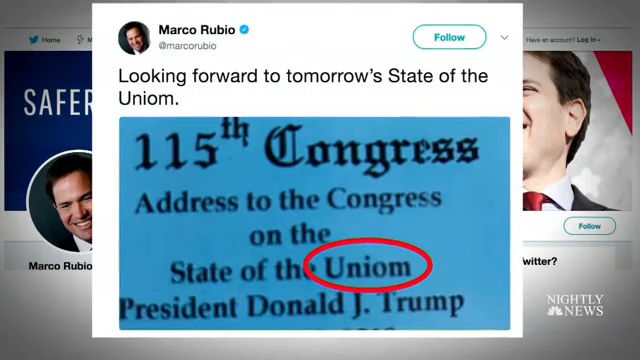 Home
Have an account? Log in
SAFER
Marco Rubio
@marcorubio
Follow
Looking forward to tomorrow's State of the
Uniom.
115th Congress
Address to the Congress
on the
State of the Uniom
President Donald J. Trump
Follow
Marco Rubio
Twitter?
NIGHTLY
NEWS